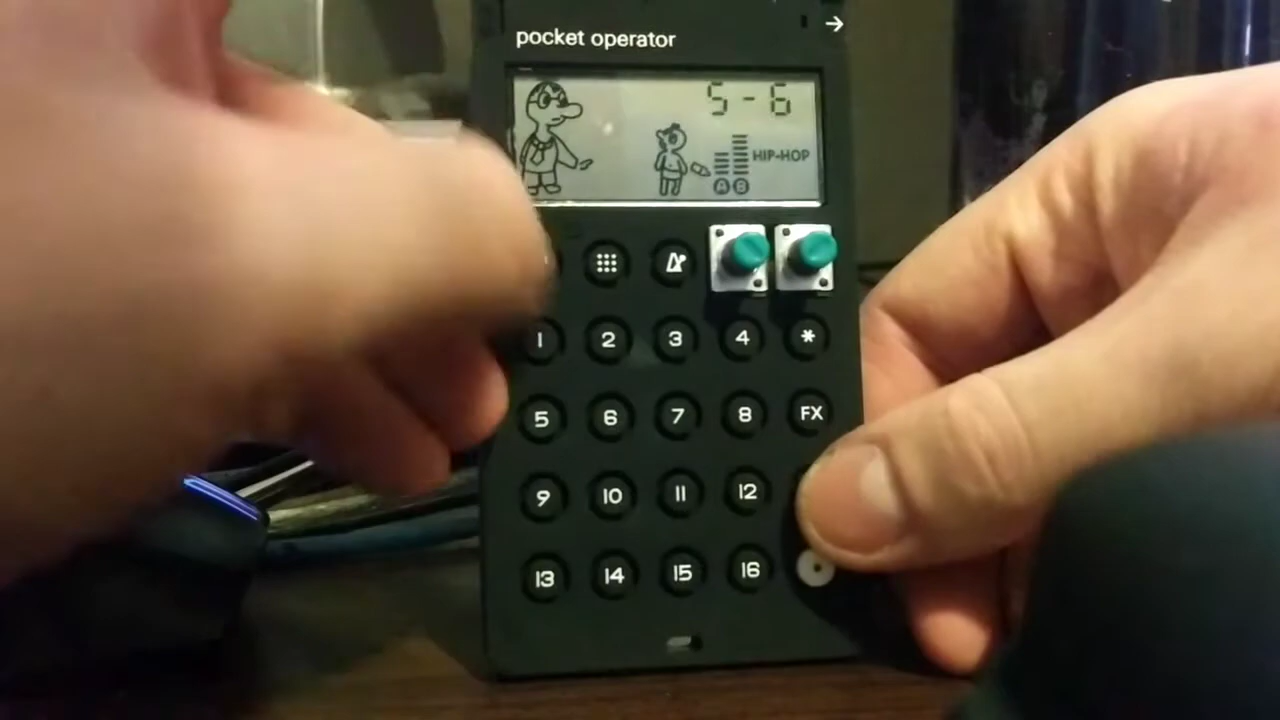 pocket operator →
5-6
HIP-HOP
A B
1 2 3 4 *
5 6 7 8 FX
9 10 11 12
13 14 15 16